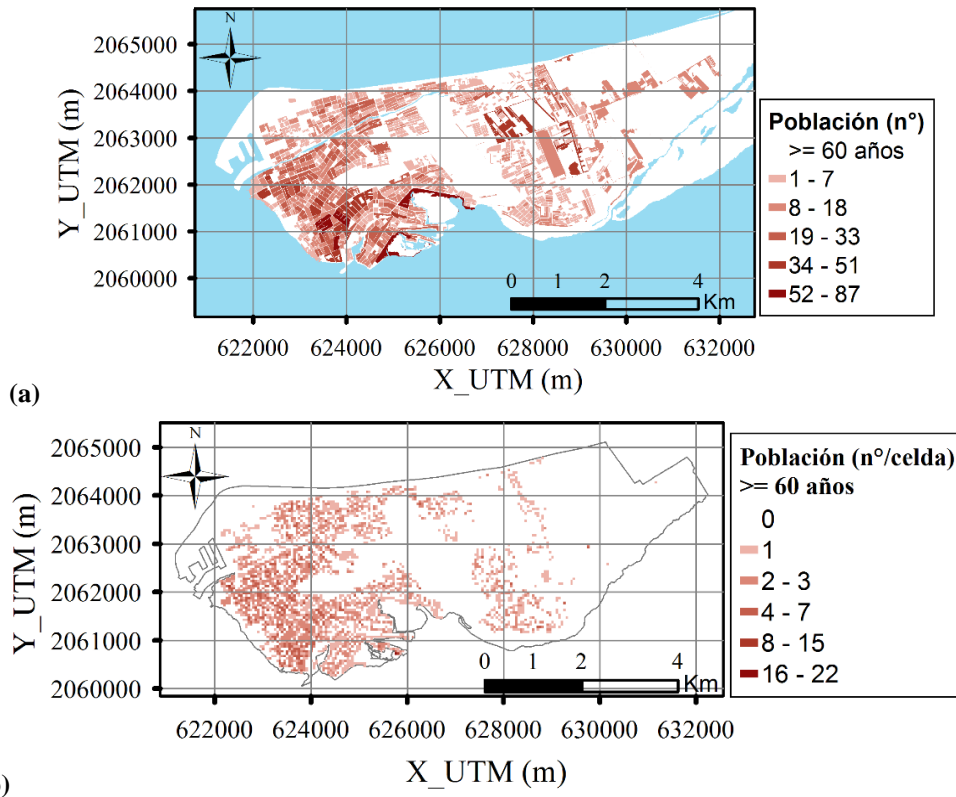 N
2065000
2064000
2063000
2062000
2061000
2060000
Y_UTM (m)
0 1 2 4
Km
622000 624000 626000 628000 630000 632000
X_UTM (m)
Población (n°)
>= 60 años
1 - 7
8 - 18
19 - 33
34 - 51
52 - 87
(a)
N
2065000
2064000
2063000
2062000
2061000
2060000
Y_UTM (m)
0 1 2 4
Km
622000 624000 626000 628000 630000 632000
X_UTM (m)
Población (n°/celda)
>= 60 años
0
1
2 - 3
4 - 7
8 - 15
16 - 22
)